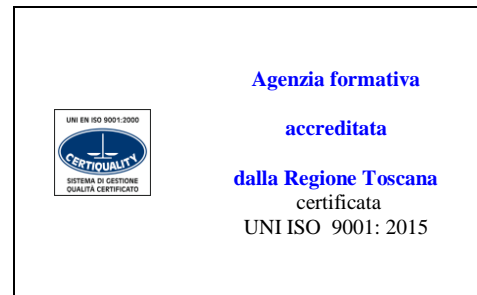 UNI EN ISO 9001:2000
CERTIQUALITY
SISTEMA DI GESTIONE
QUALITÀ CERTIFICATO
Agenzia formativa
accreditata
dalla Regione Toscana
certificata
UNI ISO 9001: 2015